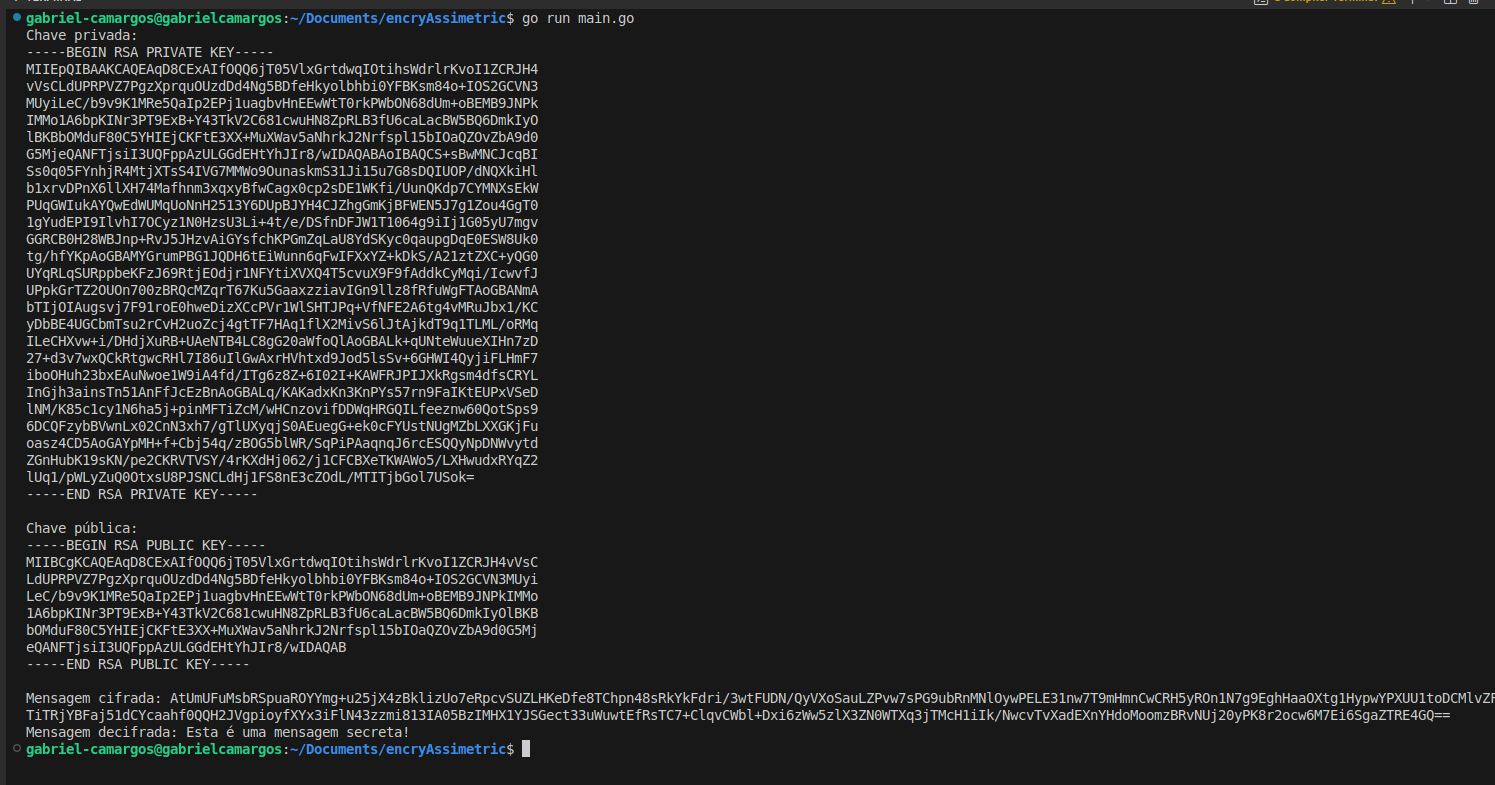 gabriel-camargos@gabrielcamargos:~/Documents/encryAssimetric$ go run main.go
Chave privada:
-----BEGIN RSA PRIVATE KEY-----
MIIEpQIBAAKCAQEAqD8CExAIfOQQ6jT05VlxGrtdwqIOtihsWdrlrKvoI1ZCRJH4
vVsCLdUPRPVZ7PgzXprquOUzdDd4Ng5BDfeHkyolbhbi0YFBKsm84o+IOS2GCVN3
MUyiLeC/b9v9K1MRe5QaIp2EPj1uagbvHnEEwWtT0rkPWbON68dUm+oBEMB9JNPk
IMMo1A6bpKINr3PT9ExB+Y43TkV2C681cwuHN8ZpRLB3fU6caLacBW5BQ6DmkIyO
lBKBbOMduF80C5YHIEjCKFtE3XX+MuXWav5aNhrkJ2Nrfspl15bIOaQZOvZbA9d0
G5MjeQANFTjsiI3UQFppAzULGGdEHtYhJIr8/wIDAQABAoIBAQCS+sBwMNCJcqBI
Ss0q05FYnhjR4MtjXTsS4IVG7MMWo9OunaskmS31Ji15u7G8sDQIUOP/dNQXkiHl
b1xrvDPnX6llXH74Mafhnm3xqxyBfwCagx0cp2sDE1WKfi/UunQKdp7CYMNXsEkW
PUqGWIukAYQwEdWUMqUoNnH2513Y6DUpBJYH4CJZhgGmKjBFWEN5J7g1Zou4GgT0
1gYudEPI9IlvhI7OCyz1N0HzsU3Li+4t/e/DSfnDFJW1T1064g9iIj1G05yU7mgv
GGRCB0H28WBJnp+RvJ5JHzvAiGYsfchKPGmZqLaU8YdSKyc0qaupgDqE0ESW8Uk0
tg/hfYKpAoGBAMYGrumPBG1JQDH6tEiWunn6qFwIFXxYZ+kDkS/A21ztZXC+yQG0
UYqRLqSURppbeKFzJ69RtjEOdjr1NFYtiXVXQ4T5cvuX9F9fAddkCyMqi/IcwvfJ
UPpkGrTZ2OUOn700zBRQcMZqrT67Ku5GaaxzziavIGn9llz8fRfuWgFTAoGBANmA
bTIjOIAugsvj7F91roE0hweDizXCcPVr1WlSHTJPq+VfNFE2A6tg4vMRuJbx1/KC
yDbBE4UGCbmTsu2rCvH2uoZcj4gtTF7HAq1flX2MivS6lJtAjkdT9q1TLML/oRMq
ILeCHXvw+i/DHdjXuRB+UAeNTB4LC8gG20aWfoQlAoGBALk+qUNteWuueXIHn7zD
27+d3v7wxQCkRtgwcRHl7I86uIlGwAxrHVhtxd9Jod5lsSv+6GHWI4QyjiFLHmF7
iboOHuh23bxEAuNwoe1W9iA4fd/ITg6z8Z+6I02I+KAWFRJPIJXkRgsm4dfsCRYL
InGjh3ainsTn51AnFfJcEzBnAoGBALq/KAKadxKn3KnPYs57rn9FaIKtEUPxVSeD
lNM/K85c1cy1N6ha5j+pinMFTiZcM/wHCnzovifDDWqHRGQILfeeznw60QotSps9
6DCQFzybBVwnLx02CnN3xh7/gTlUXyqjS0AEuegG+ek0cFYUstNUgMZbLXXGKjFu
oasz4CD5AoGAYpMH+f+Cbj54q/zBOG5blWR/SqPiPAaqnqJ6rcESQQyNpDNWvytd
ZGnHubK19sKN/pe2CKRVTVSY/4rKXdHj062/j1CFCBXeTKWAWo5/LXHwudxRYqZ2
lUq1/pWLyZuQ0OtxsU8PJSNCLdHj1FS8nE3cZOdL/MTITjbGol7USok=
-----END RSA PRIVATE KEY-----
Chave pública:
-----BEGIN RSA PUBLIC KEY-----
MIIBCgKCAQEAqD8CExAIfOQQ6jT05VlxGrtdwqIOtihsWdrlrKvoI1ZCRJH4vVsC
LdUPRPVZ7PgzXprquOUzdDd4Ng5BDfeHkyolbhbi0YFBKsm84o+IOS2GCVN3MUyi
LeC/b9v9K1MRe5QaIp2EPj1uagbvHnEEwWtT0rkPWbON68dUm+oBEMB9JNPkIMMo
1A6bpKINr3PT9ExB+Y43TkV2C681cwuHN8ZpRLB3fU6caLacBW5BQ6DmkIyOlBKB
bOMduF80C5YHIEjCKFtE3XX+MuXWav5aNhrkJ2Nrfspl15bIOaQZOvZbA9d0G5Mj
eQANFTjsiI3UQFppAzULGGdEHtYhJIr8/wIDAQAB
-----END RSA PUBLIC KEY-----
Mensagem cifrada: AtUmUFuMsbRSpuaROYYmg+u25jX4zBklizUo7eRpcvSUZLHKeDfe8TChpn48sRkYkFdri/3wtFUDN/QyVXoSauLZPvw7sPG9ubRnMNlOywPELE31nw7T9mHmnCwCRH5yROn1N7g9EghHaaOXtg1HypwYPXUU1toDCMlvZF
TiTRjYBFaj51dCYcaahf0QQH2JVgpioyfXYx3iFlN43zzmi813IA05BzIMHX1YJSGect33uWuwtEfRsTC7+ClqvCWbl+Dxi6zWw5zlX3ZN0WTXq3jTMcH1iIk/NwcvTvXadEXnYHdoMoomzBRvNUj20yPK8r2ocw6M7Ei6SgaZTRE4GQ==
Mensagem decifrada: Esta é uma mensagem secreta!
gabriel-camargos@gabrielcamargos:~/Documents/encryAssimetric$